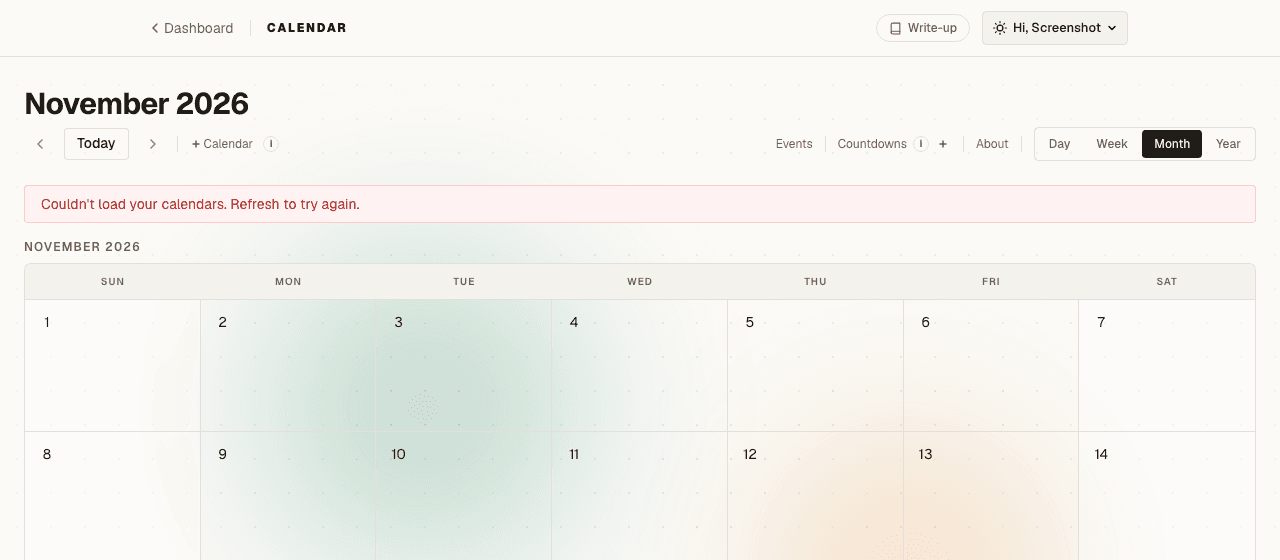 Dashboard
CALENDAR
Write-up
Hi, Screenshot
November 2026
Today
+ Calendar i
Events
Countdowns i +
About
Day Week Month Year
Couldn't load your calendars. Refresh to try again.
NOVEMBER 2026
SUN MON TUE WED THU FRI SAT
1 2 3 4 5 6 7
8 9 10 11 12 13 14